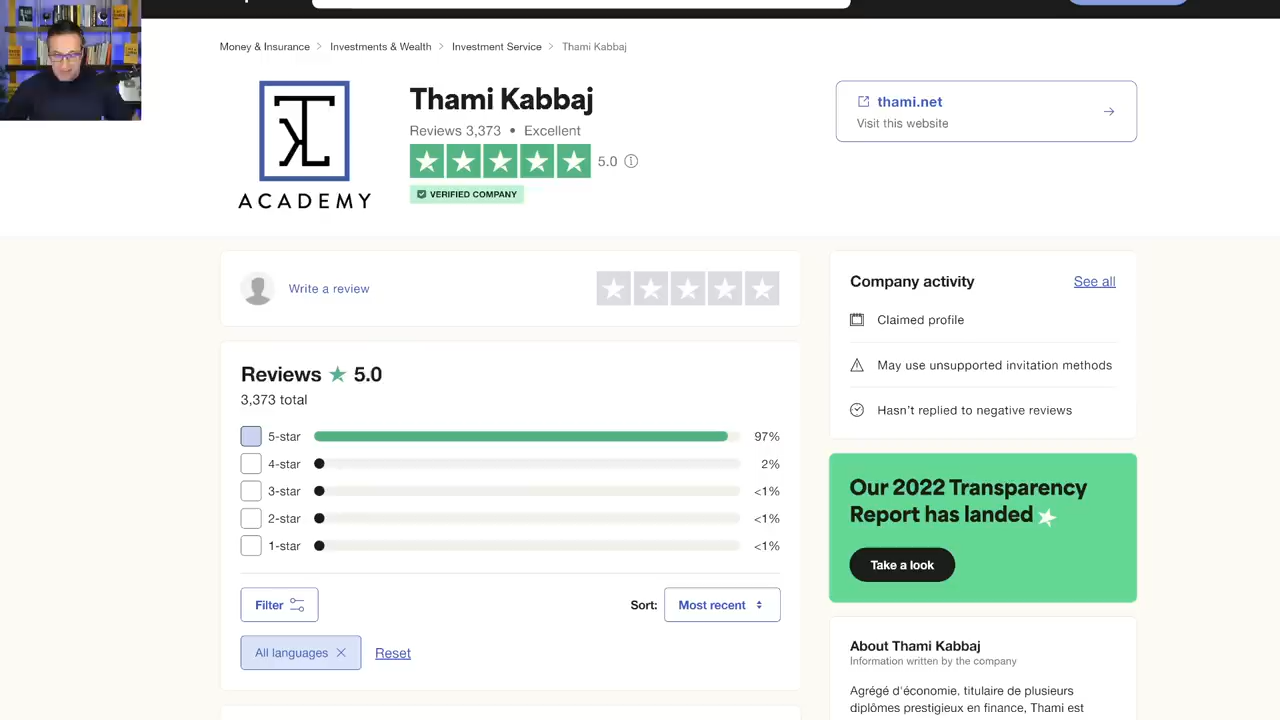 Money & Insurance > Investments & Wealth > Investment Service > Thami Kabbaj
TK
ACADEMY
Thami Kabbaj
Reviews 3,373 • Excellent
5.0
VERIFIED COMPANY
thami.net
Visit this website
Write a review
Reviews ★ 5.0
3,373 total
5-star 97%
4-star 2%
3-star <1%
2-star <1%
1-star <1%
Filter
Sort: Most recent
All languages
Reset
Company activity
See all
Claimed profile
May use unsupported invitation methods
Hasn't replied to negative reviews
Our 2022 Transparency
Report has landed
Take a look
About Thami Kabbaj
Information written by the company
Agrégé d'économie, titulaire de plusieurs
diplômes prestigieux en finance, Thami est